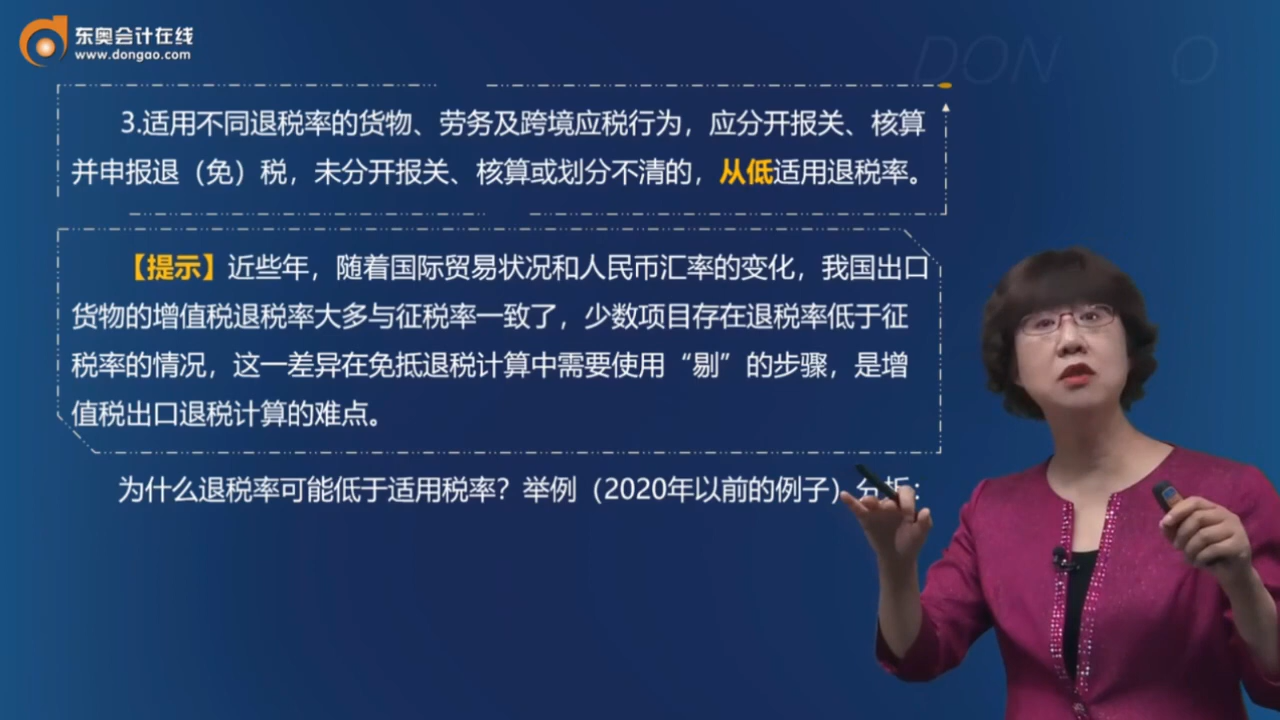 东奥会计在线
www.dongao.com
DON O
3.适用不同退税率的货物、劳务及跨境应税行为，应分开报关、核算
并申报退（免）税，未分开报关、核算或划分不清的，从低适用退税率。
【提示】近些年，随着国际贸易状况和人民币汇率的变化，我国出口
货物的增值税退税率大多与征税率一致了，少数项目存在退税率低于征
税率的情况，这一差异在免抵退税计算中需要使用“剔”的步骤，是增
值税出口退税计算的难点。
为什么退税率可能低于适用税率？举例（2020年以前的例子）分析：